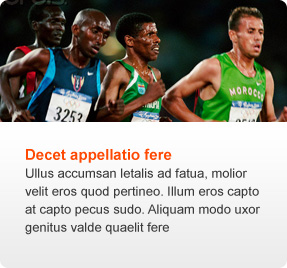 3253
MOROCCO
Decet appellatio fere
Ullus accumsan letalis ad fatua, molior
velit eros quod pertineo. Illum eros capto
at capto pecus sudo. Aliquam modo uxor
genitus valde quaelit fere